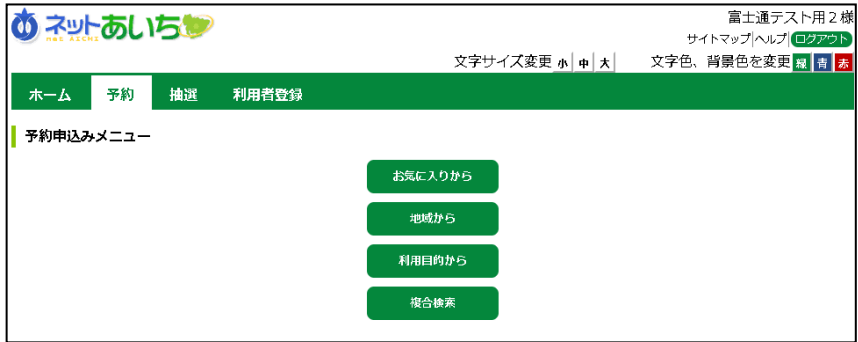 富士通テスト用２様
ネットあいち
net AICHI
サイトマップ|ヘルプ|ログアウト
文字サイズ変更 小 中 大 文字色、背景色を変更 緑 青 赤
ホーム 予約 抽選 利用者登録
予約申込みメニュー
お気に入りから
地域から
利用目的から
複合検索